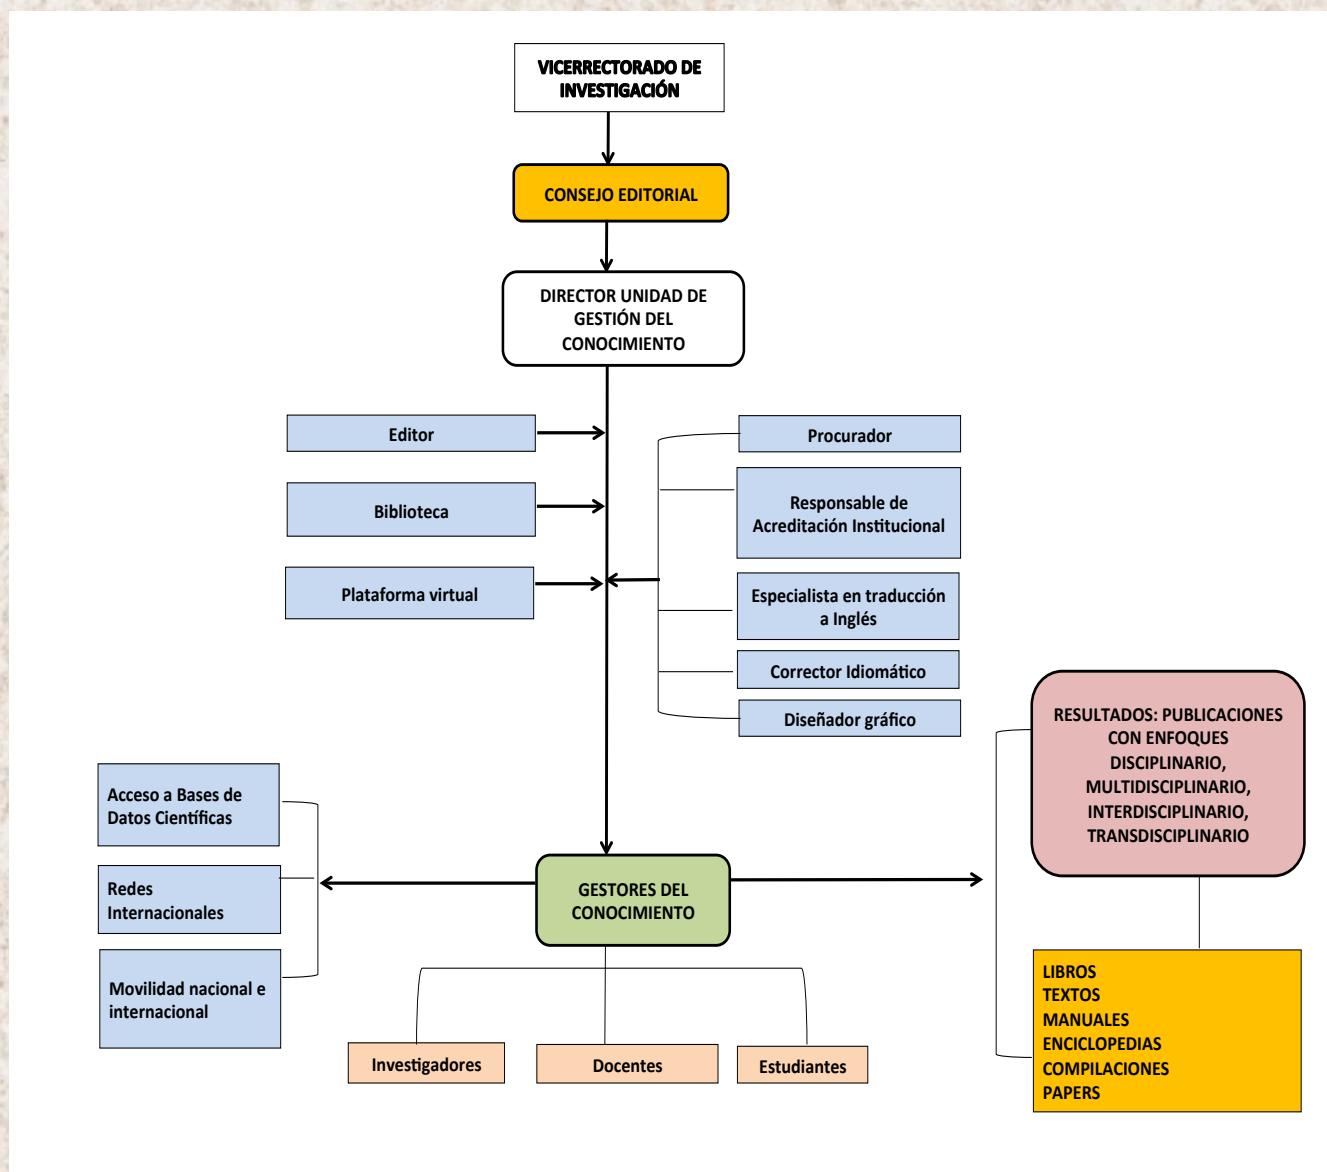 VICERRECTORADO DE
INVESTIGACIÓN
CONSEJO EDITORIAL
DIRECTOR UNIDAD DE
GESTIÓN DEL
CONOCIMIENTO
Editor
Biblioteca
Plataforma virtual
Procurador
Responsable de
Acreditación Institucional
Especialista en traducción
a Inglés
Corrector Idiomático
Diseñador gráfico
RESULTADOS: PUBLICACIONES
CON ENFOQUES
DISCIPLINARIO,
MULTIDISCIPLINARIO,
INTERDISCIPLINARIO,
TRANSDISCIPLINARIO
Acceso a Bases de
Datos Científicas
Redes
Internacionales
Movilidad nacional e
internacional
GESTORES DEL
CONOCIMIENTO
Investigadores
Docentes
Estudiantes
LIBROS
TEXTOS
MANUALES
ENCICLOPEDIAS
COMPILACIONES
PAPERS